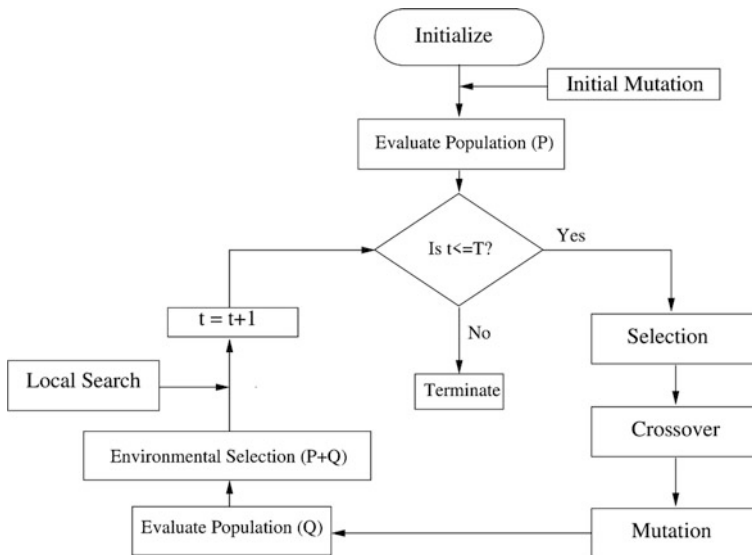 Initialize
Initial Mutation
Evaluate Population (P)
Is t<=T?
Yes
t = t+1
No
Selection
Local Search
Terminate
Crossover
Environmental Selection (P+Q)
Evaluate Population (Q)
Mutation